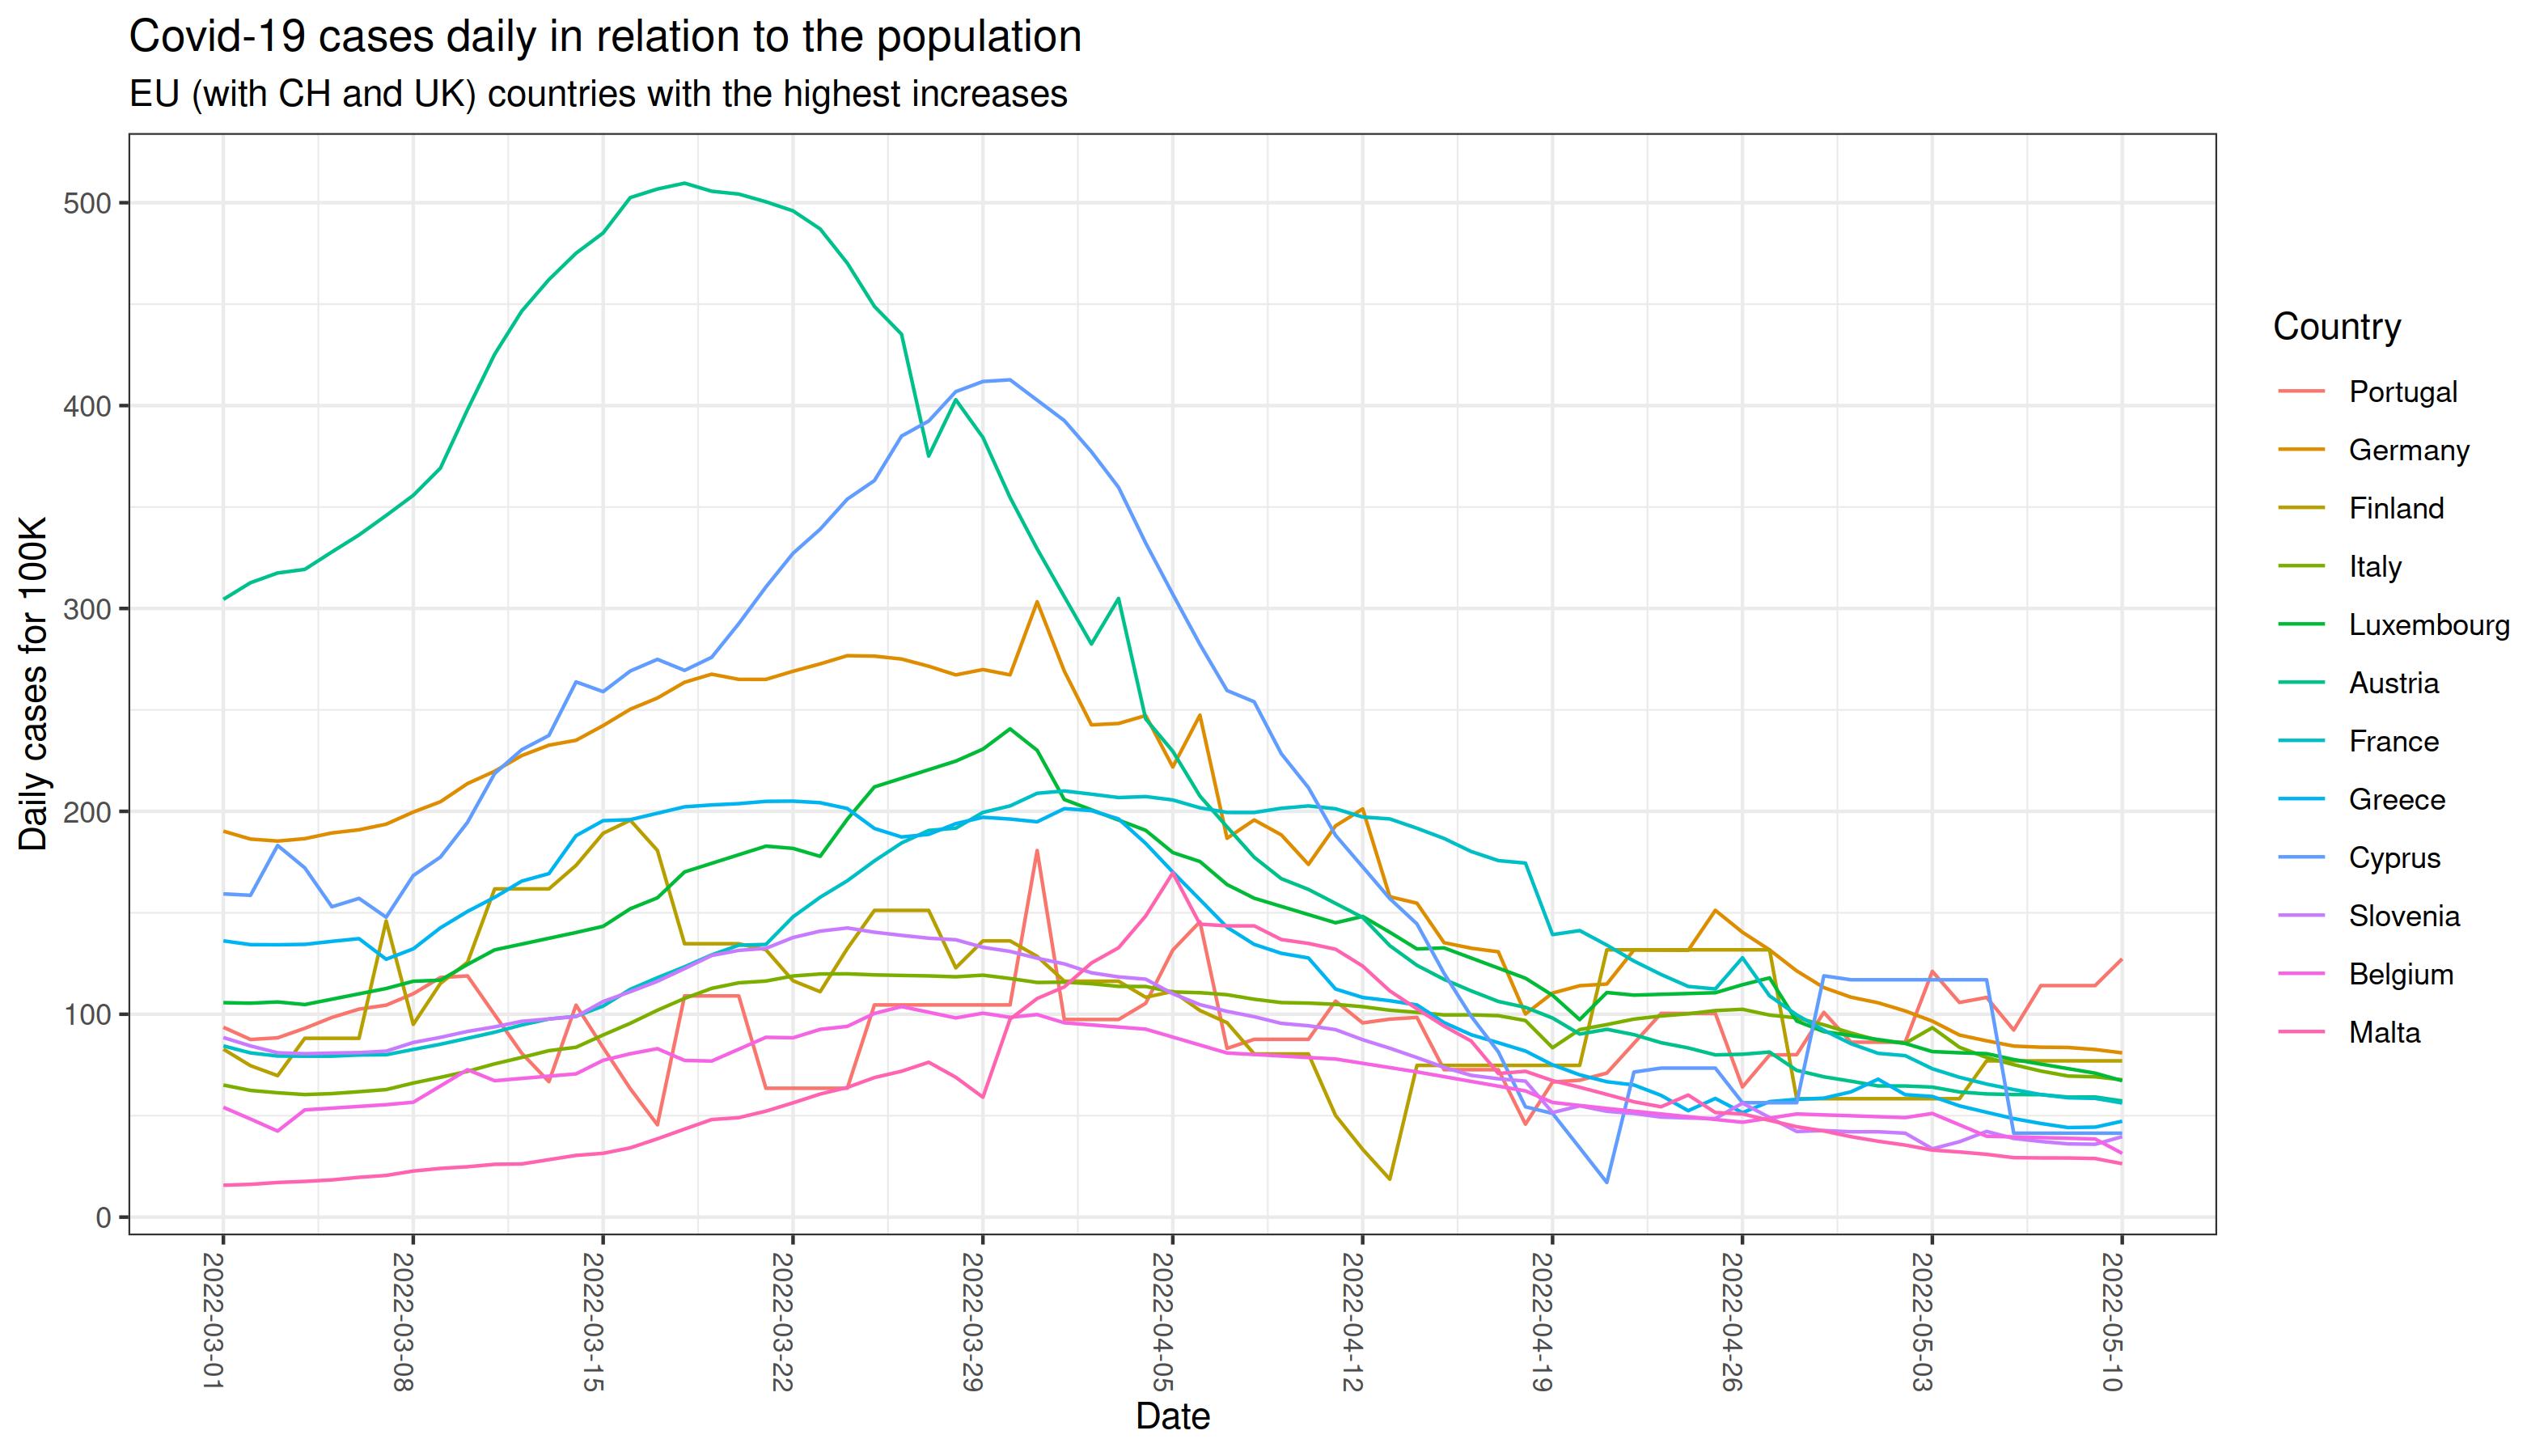 Covid-19 cases daily in relation to the population
EU (with CH and UK) countries with the highest increases
Daily cases for 100K
500
400
300
200
100
0
2022-03-01
2022-03-08
2022-03-15
2022-03-22
2022-03-29
2022-04-05
2022-04-12
2022-04-19
2022-04-26
2022-05-03
2022-05-10
Date
Country
Portugal
Germany
Finland
Italy
Luxembourg
Austria
France
Greece
Cyprus
Slovenia
Belgium
Malta